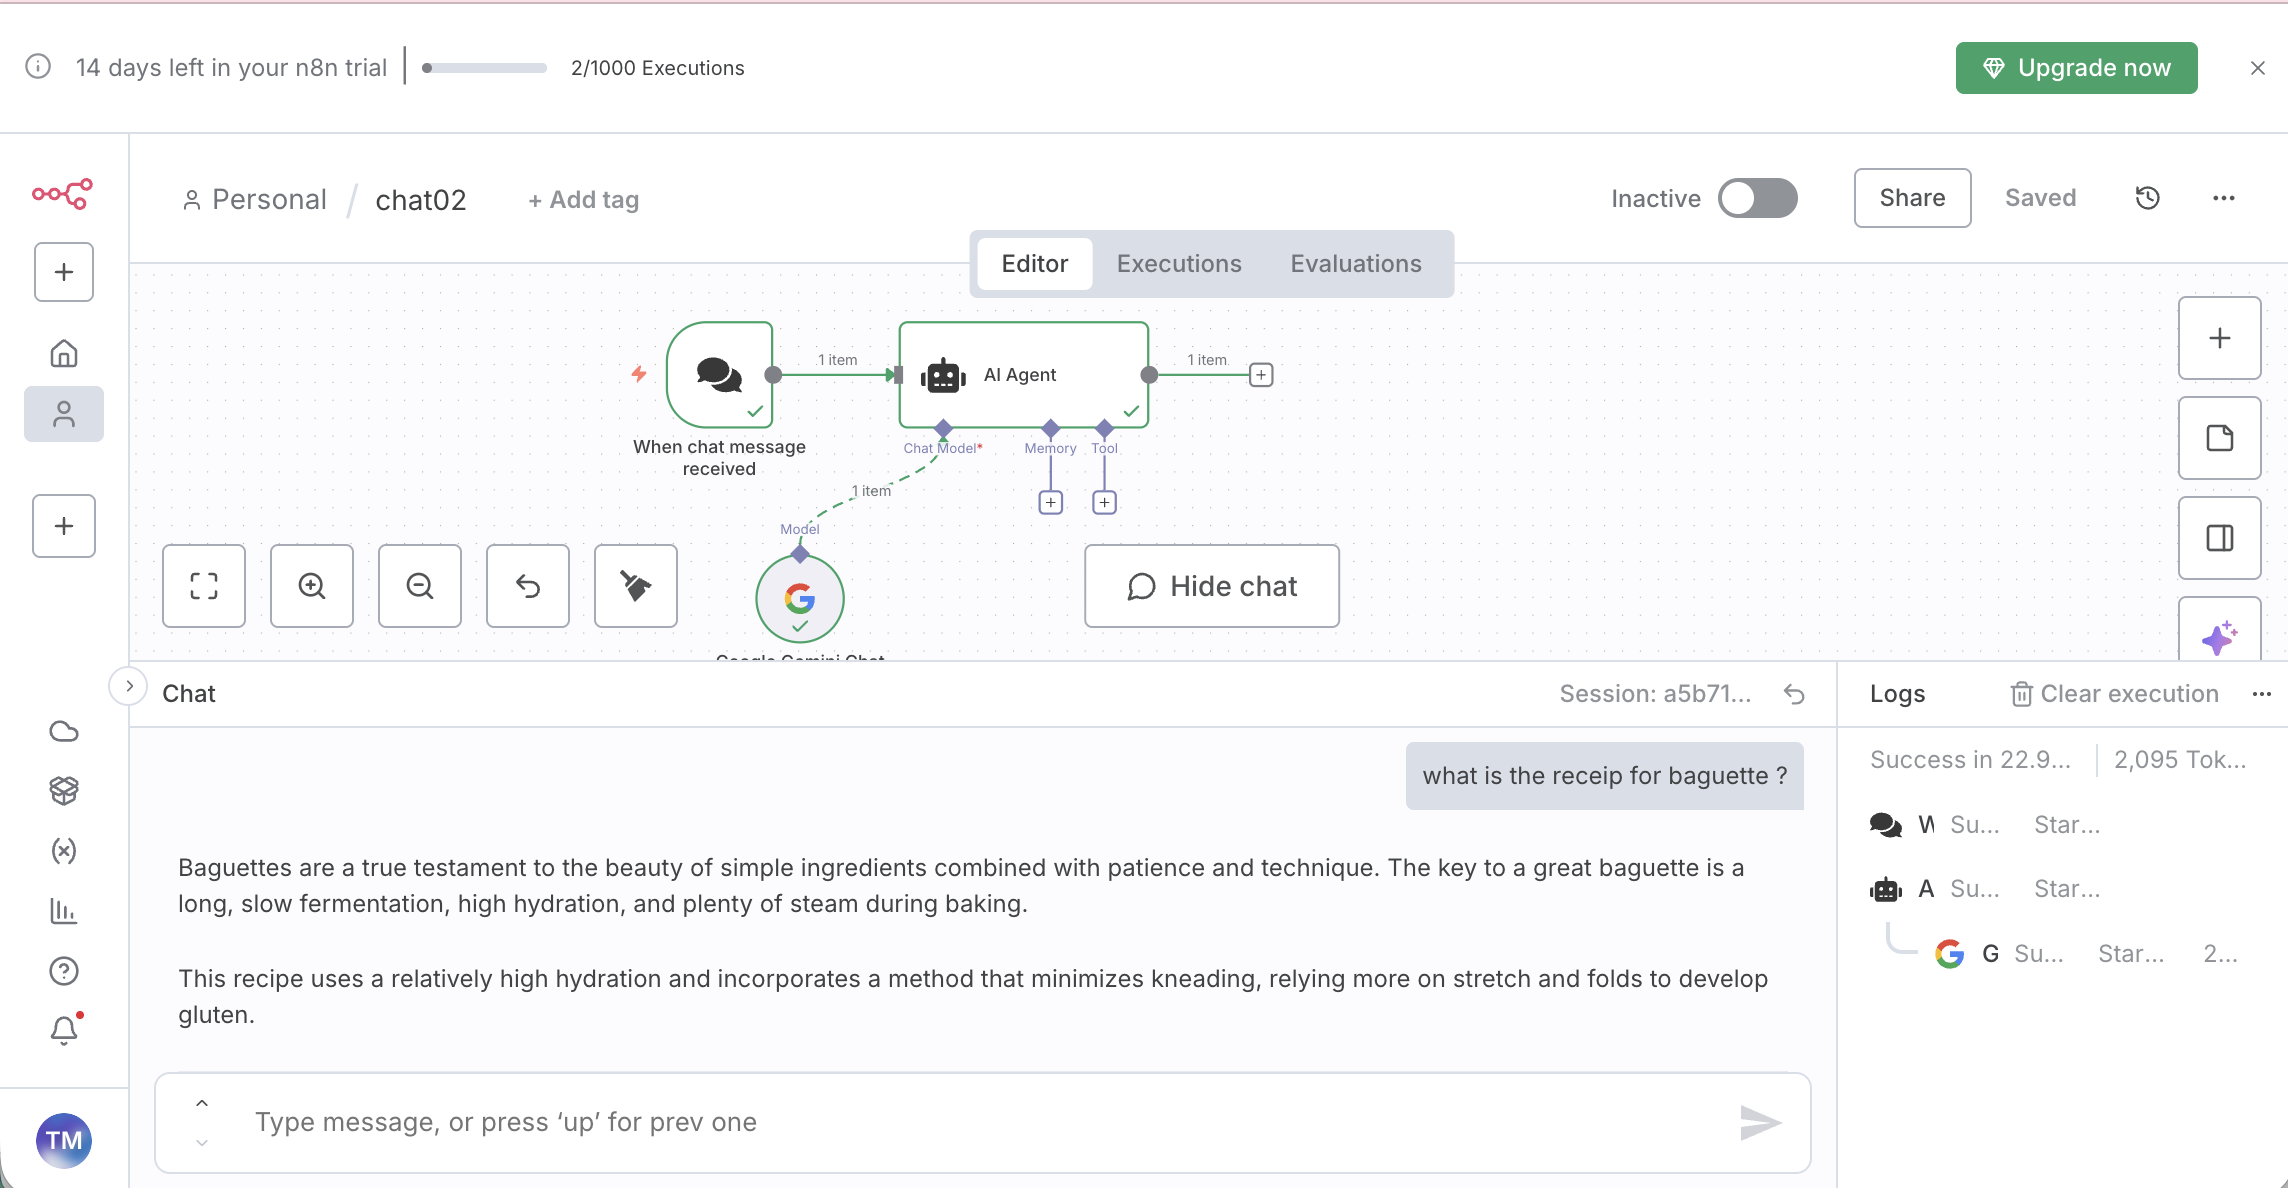 14 days left in your n8n trial
2/1000 Executions
Upgrade now
Personal / chat02
+ Add tag
Inactive
Share
Saved
Editor
Executions
Evaluations
1 item
AI Agent
1 item
When chat message
received
Chat Model*
Memory
Tool
1 item
Model
Hide chat
Google Gemini Chat
Chat
Session: a5b71...
Logs
Clear execution
what is the receip for baguette ?
Success in 22.9...
2,095 Tok...
W Su... Star...
A Su... Star...
G Su... Star... 2...
Baguettes are a true testament to the beauty of simple ingredients combined with patience and technique. The key to a great baguette is a
long, slow fermentation, high hydration, and plenty of steam during baking.
This recipe uses a relatively high hydration and incorporates a method that minimizes kneading, relying more on stretch and folds to develop
gluten.
Type message, or press ‘up’ for prev one
TM